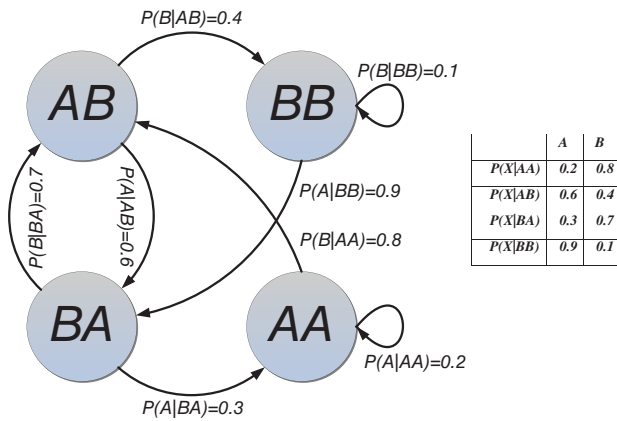 P(B|AB)=0.4
AB
BB
P(B|BB)=0.1
P(B|BA)=0.7
P(A|AB)=0.6
P(A|BB)=0.9
P(B|AA)=0.8
BA
AA
P(A|AA)=0.2
P(A|BA)=0.3
A B
P(X|AA) 0.2 0.8
P(X|AB) 0.6 0.4
P(X|BA) 0.3 0.7
P(X|BB) 0.9 0.1